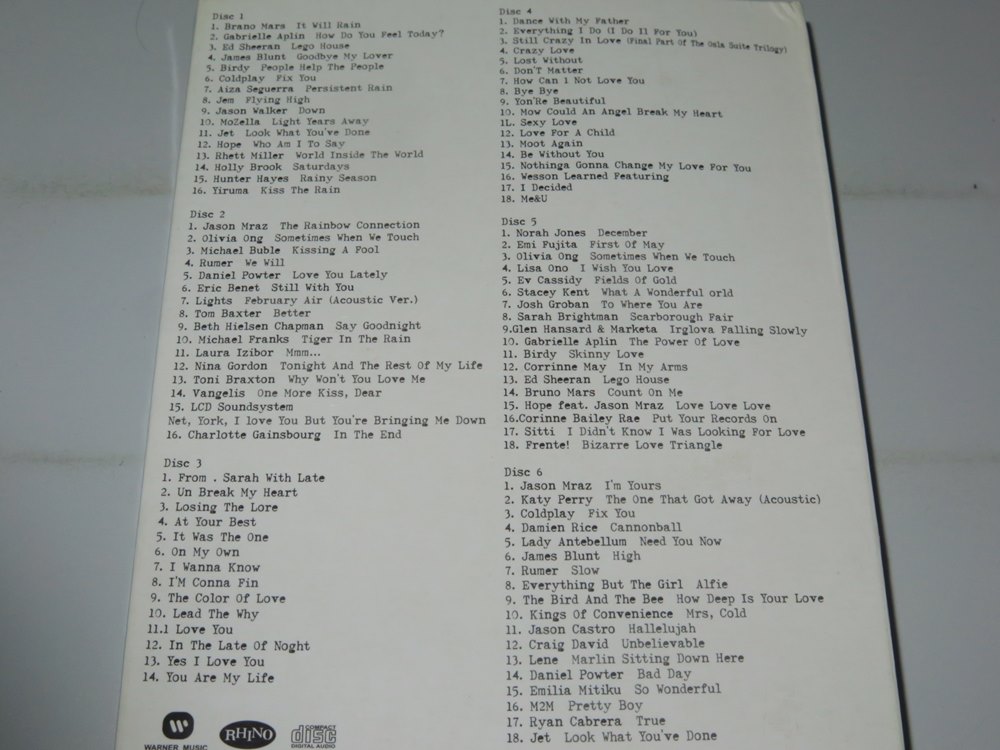 Disc 1
1. Brano Mars It Will Rain
2. Gabrielle Aplin How Do You Feel Today?
3. Ed Sheeran Lego House
4. James Blunt Goodbye My Lover
5. Birdy People Help The People
6. Coldplay Fix You
7. Aiza Seguerra Persistent Rain
8. Jem Flying High
9. Jason Walker Down
10. MoZella Light Years Away
11. Jet Look What You've Done
12. Hope Who Am I To Say
13. Rhett Miller World Inside The World
14. Holly Brook Saturdays
15. Hunter Hayes Rainy Season
16. Yiruma Kiss The Rain
Disc 2
1. Jason Mraz The Rainbow Connection
2. Olivia Ong Sometimes When We Touch
3. Michael Buble Kissing A Fool
4. Rumer We Will
5. Daniel Powter Love You Lately
6. Eric Benet Still With You
7. Lights February Air (Acoustic Ver.)
8. Tom Baxter Better
9. Beth Hielsen Chapman Say Goodnight
10. Michael Franks Tiger In The Rain
11. Laura Izibor Mmm...
12. Nina Gordon Tonight And The Rest Of My Life
13. Toni Braxton Why Won't You Love Me
14. Vangelis One More Kiss, Dear
15. LCD Soundsystem
Net, York, I love You But You're Bringing Me Down
16. Charlotte Gainsbourg In The End
Disc 3
1. From . Sarah With Late
2. Un Break My Heart
3. Losing The Lore
4. At Your Best
5. It Was The One
6. On My Own
7. I Wanna Know
8. I'M Conna Fin
9. The Color Of Love
10. Lead The Why
11.1 Love You
12. In The Late Of Noght
13. Yes I Love You
14. You Are My Life
WARNER MUSIC
RHINO
COMPACT
disc
DIGITAL AUDIO
Disc 4
1. Dance With My Father
2. Everything I Do (I Do Il For You)
3. Still Crazy In Love (Final Part Of The Osla Suite Trilogy)
4. Crazy Love
5. Lost Without
6. Don'T Matter
7. How Can 1 Not Love You
8. Bye Bye
9. Yon'Re Beautiful
10. Mow Could An Angel Break My Heart
1L. Sexy Love
12. Love For A Child
13. Moot Again
14. Be Without You
15. Nothinga Gonna Change My Love For You
16. Wesson Learned Featuring
17. I Decided
18. Me&U
Disc 5
1. Norah Jones December
2. Emi Fujita First Of May
3. Olivia Ong Sometimes When We Touch
4. Lisa Ono I Wish You Love
5. Ev Cassidy Fields Of Gold
6. Stacey Kent What A Wonderful orld
7. Josh Groban To Where You Are
8. Sarah Brightman Scarborough Fair
9.Glen Hansard & Marketa Irglova Falling Slowly
10. Gabrielle Aplin The Power Of Love
11. Birdy Skinny Love
12. Corrinne May In My Arms
13. Ed Sheeran Lego House
14. Bruno Mars Count On Me
15. Hope feat. Jason Mraz Love Love Love
16.Corinne Bailey Rae Put Your Records On
17. Sitti I Didn't Know I Was Looking For Love
18. Frente! Bizarre Love Triangle
Disc 6
1. Jason Mraz I'm Yours
2. Katy Perry The One That Got Away (Acoustic)
3. Coldplay Fix You
4. Damien Rice Cannonball
5. Lady Antebellum Need You Now
6. James Blunt High
7. Rumer Slow
8. Everything But The Girl Alfie
9. The Bird And The Bee How Deep Is Your Love
10. Kings Of Convenience Mrs, Cold
11. Jason Castro Hallelujah
12. Craig David Unbelievable
13. Lene Marlin Sitting Down Here
14. Daniel Powter Bad Day
15. Emilia Mitiku So Wonderful
16. M2M Pretty Boy
17. Ryan Cabrera True
18. Jet Look What You've Done